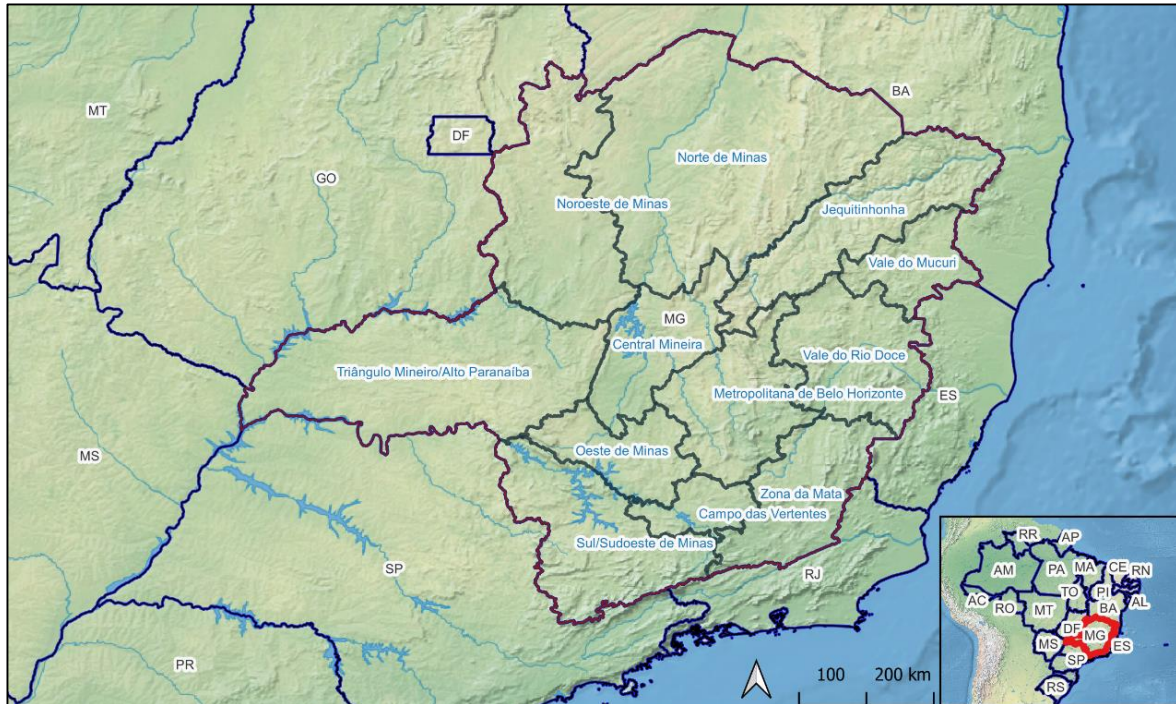 BA
MT
DF
Norte de Minas
GO
Noroeste de Minas
Jequitinhonha
Vale do Mucuri
MG
Central Mineira
Vale do Rio Doce
Triângulo Mineiro/Alto Paranaíba
Metropolitana de Belo Horizonte
ES
Oeste de Minas
MS
Zona da Mata
Campo das Vertentes
Sul/Sudoeste de Minas
SP
RJ
PR
100 200 km
RR AP
AM PA MA CE RN
TO PI
AC RO MT BA AL
DF
MG
MS ES
SP
RS